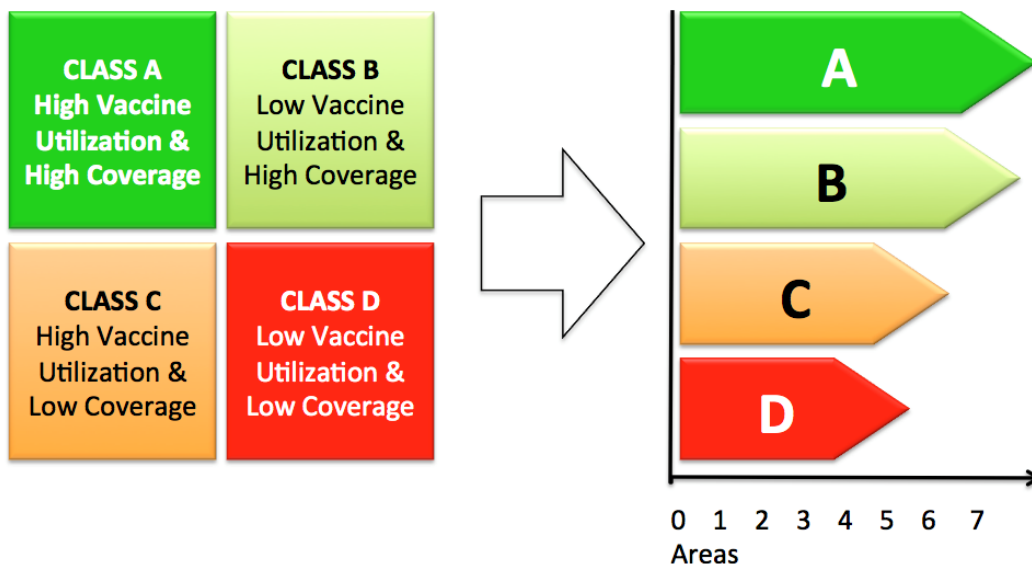 CLASS A
High Vaccine
Utilization &
High Coverage
CLASS B
Low Vaccine
Utilization &
High Coverage
CLASS C
High Vaccine
Utilization &
Low Coverage
CLASS D
Low Vaccine
Utilization &
Low Coverage
A
B
C
D
0 1 2 3 4 5 6 7
Areas